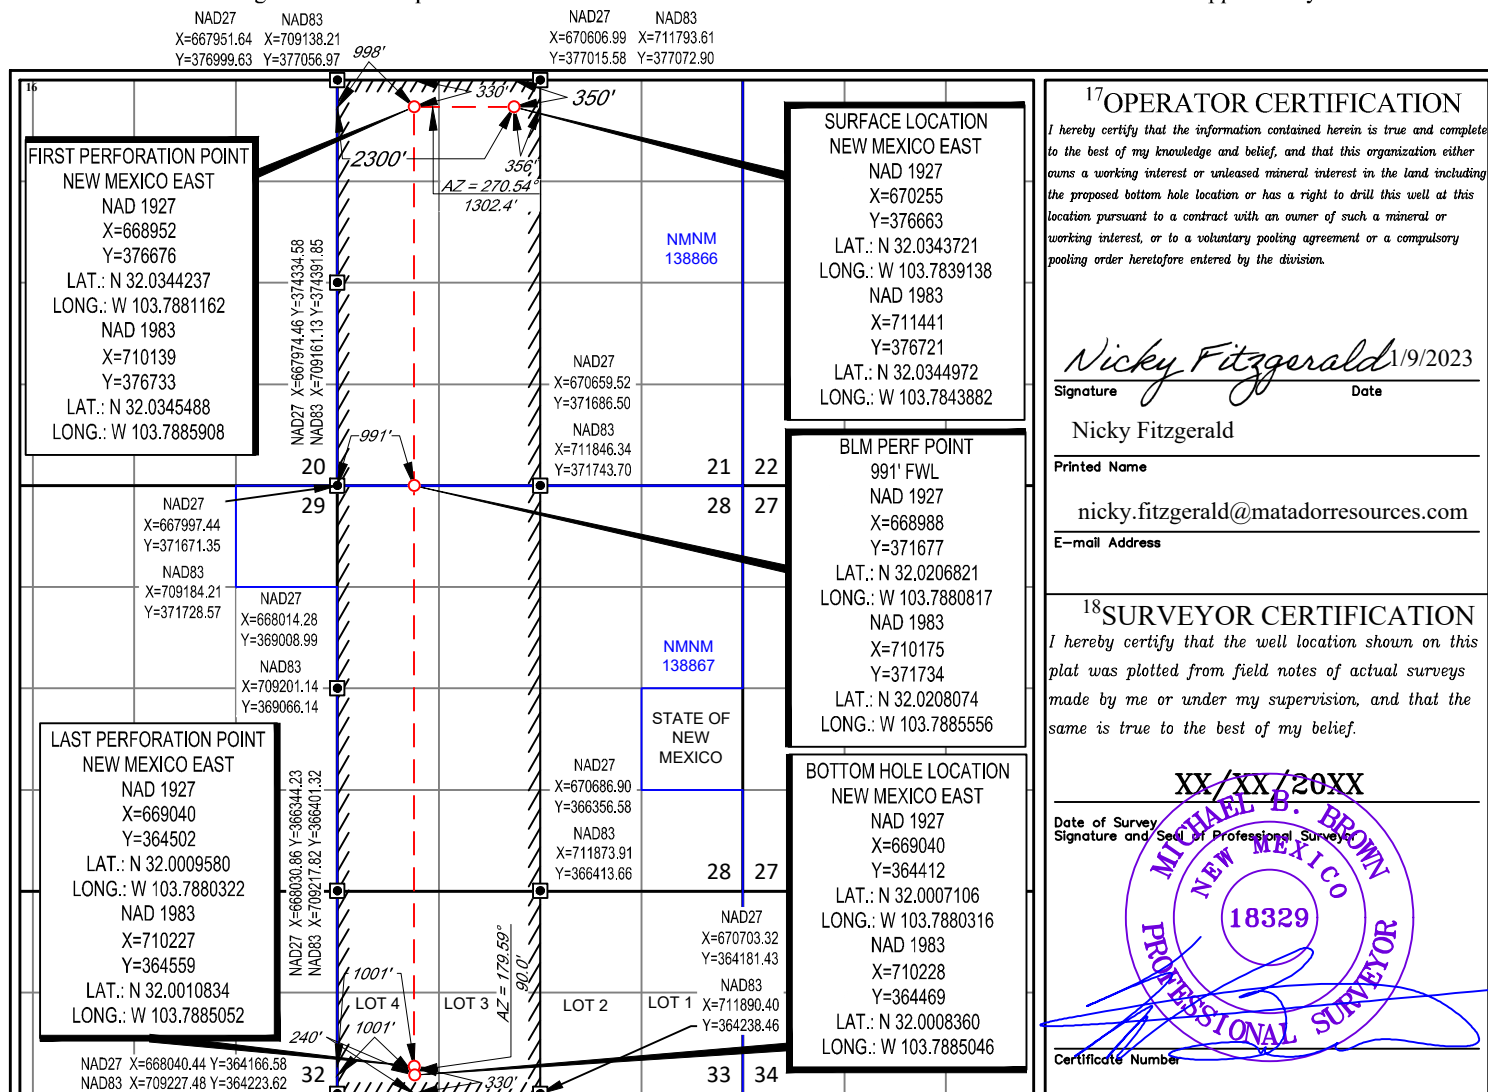 NAD27 NAD83
X=667951.64 X=709138.21
Y=376999.63 Y=377056.97
NAD27 NAD83
X=670606.99 X=711793.61
Y=377015.58 Y=377072.90
16
998'
330'
350'
2300'
356'
AZ = 270.54°
1302.4'
FIRST PERFORATION POINT
NEW MEXICO EAST
NAD 1927
X=668952
Y=376676
LAT.: N 32.0344237
LONG.: W 103.7881162
NAD 1983
X=710139
Y=376733
LAT.: N 32.0345488
LONG.: W 103.7885908
NAD27 X=667974.46 Y=374334.58
NAD83 X=709161.13 Y=374391.85
NMNM
138866
SURFACE LOCATION
NEW MEXICO EAST
NAD 1927
X=670255
Y=376663
LAT.: N 32.0343721
LONG.: W 103.7839138
NAD 1983
X=711441
Y=376721
LAT.: N 32.0344972
LONG.: W 103.7843882
NAD27
X=670659.52
Y=371686.50
NAD83
X=711846.34
Y=371743.70
991'
20
29
21 22
28 27
NAD27
X=667997.44
Y=371671.35
NAD83
X=709184.21
Y=371728.57
BLM PERF POINT
991' FWL
NAD 1927
X=668988
Y=371677
LAT.: N 32.0206821
LONG.: W 103.7880817
NAD 1983
X=710175
Y=371734
LAT.: N 32.0208074
LONG.: W 103.7885556
NAD27
X=668014.28
Y=369008.99
NAD83
X=709201.14
Y=369066.14
NMNM
138867
STATE OF
NEW
MEXICO
LAST PERFORATION POINT
NEW MEXICO EAST
NAD 1927
X=669040
Y=364502
LAT.: N 32.0009580
LONG.: W 103.7880322
NAD 1983
X=710227
Y=364559
LAT.: N 32.0010834
LONG.: W 103.7885052
NAD27 X=668030.86 Y=366344.23
NAD83 X=709217.82 Y=366401.32
NAD27
X=670686.90
Y=366356.58
NAD83
X=711873.91
Y=366413.66
28 27
BOTTOM HOLE LOCATION
NEW MEXICO EAST
NAD 1927
X=669040
Y=364412
LAT.: N 32.0007106
LONG.: W 103.7880316
NAD 1983
X=710228
Y=364469
LAT.: N 32.0008360
LONG.: W 103.7885046
NAD27
X=670703.32
Y=364181.43
NAD83
X=711890.40
Y=364238.46
AZ = 179.59°
90.0'
1001'
LOT 4
LOT 3
LOT 2
LOT 1
1001'
240'
330'
32
33 34
NAD27 X=668040.44 Y=364166.58
NAD83 X=709227.48 Y=364223.62
17OPERATOR CERTIFICATION
I hereby certify that the information contained herein is true and complete
to the best of my knowledge and belief, and that this organization either
owns a working interest or unleased mineral interest in the land including
the proposed bottom hole location or has a right to drill this well at this
location pursuant to a contract with an owner of such a mineral or
working interest, or to a voluntary pooling agreement or a compulsory
pooling order heretofore entered by the division.
Nicky Fitzgerald 1/9/2023
Signature Date
Nicky Fitzgerald
Printed Name
nicky.fitzgerald@matadorresources.com
E-mail Address
18SURVEYOR CERTIFICATION
I hereby certify that the well location shown on this
plat was plotted from field notes of actual surveys
made by me or under my supervision, and that the
same is true to the best of my belief.
XX/XX/20XX
Date of Survey
Signature and Seal of Professional Surveyor
MICHAEL B. BROWN
NEW MEXICO
18329
PROFESSIONAL SURVEYOR
Certificate Number